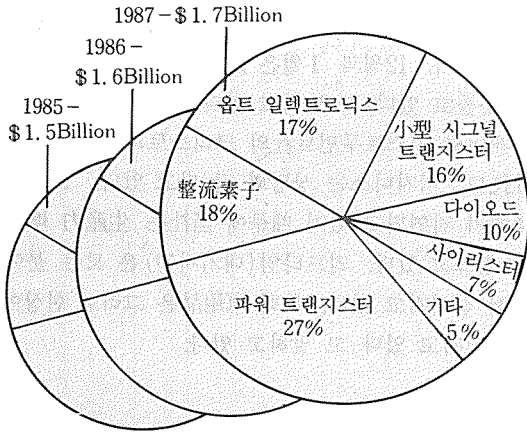 1987−$1.7Billion
1986−
$1.6Billion
1985−
$1.5Billion
옵트 일렉트로닉스
17%
小型 시그널
트랜지스터
16%
다이오드
10%
사이리스터
7%
기타
5%
파워 트랜지스터
27%
整流素子
18%